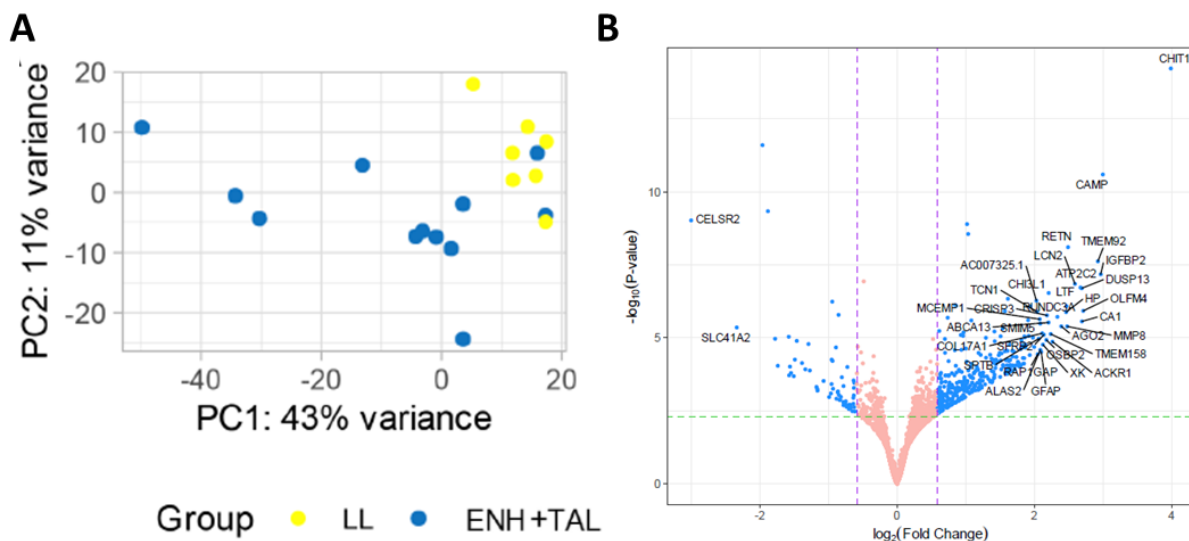 A
PC2: 11% variance
20
10
0
-10
-20
-40
-20
0
20
PC1: 43% variance
Group
LL
ENH+TAL
B
-log10(P-value)
10
5
0
CHIT1
CAMP
CELSR2
RETN
TMEM92
LCN2
IGFBP2
AC007325.1
ATP2C2
CHI3L1
DUSP13
TCN1
LTF
HP
MCEMP1
CRISP3
RUNDC3A
OLFM4
ABCA13
SMIM5
CA1
SLC41A2
AGO2
MMP8
COL17A1
SFRP2
OSBP2
TMEM158
SPTB
RAP1GAP
XK
ACKR1
ALAS2
GFAP
-2
0
2
4
log2(Fold Change)